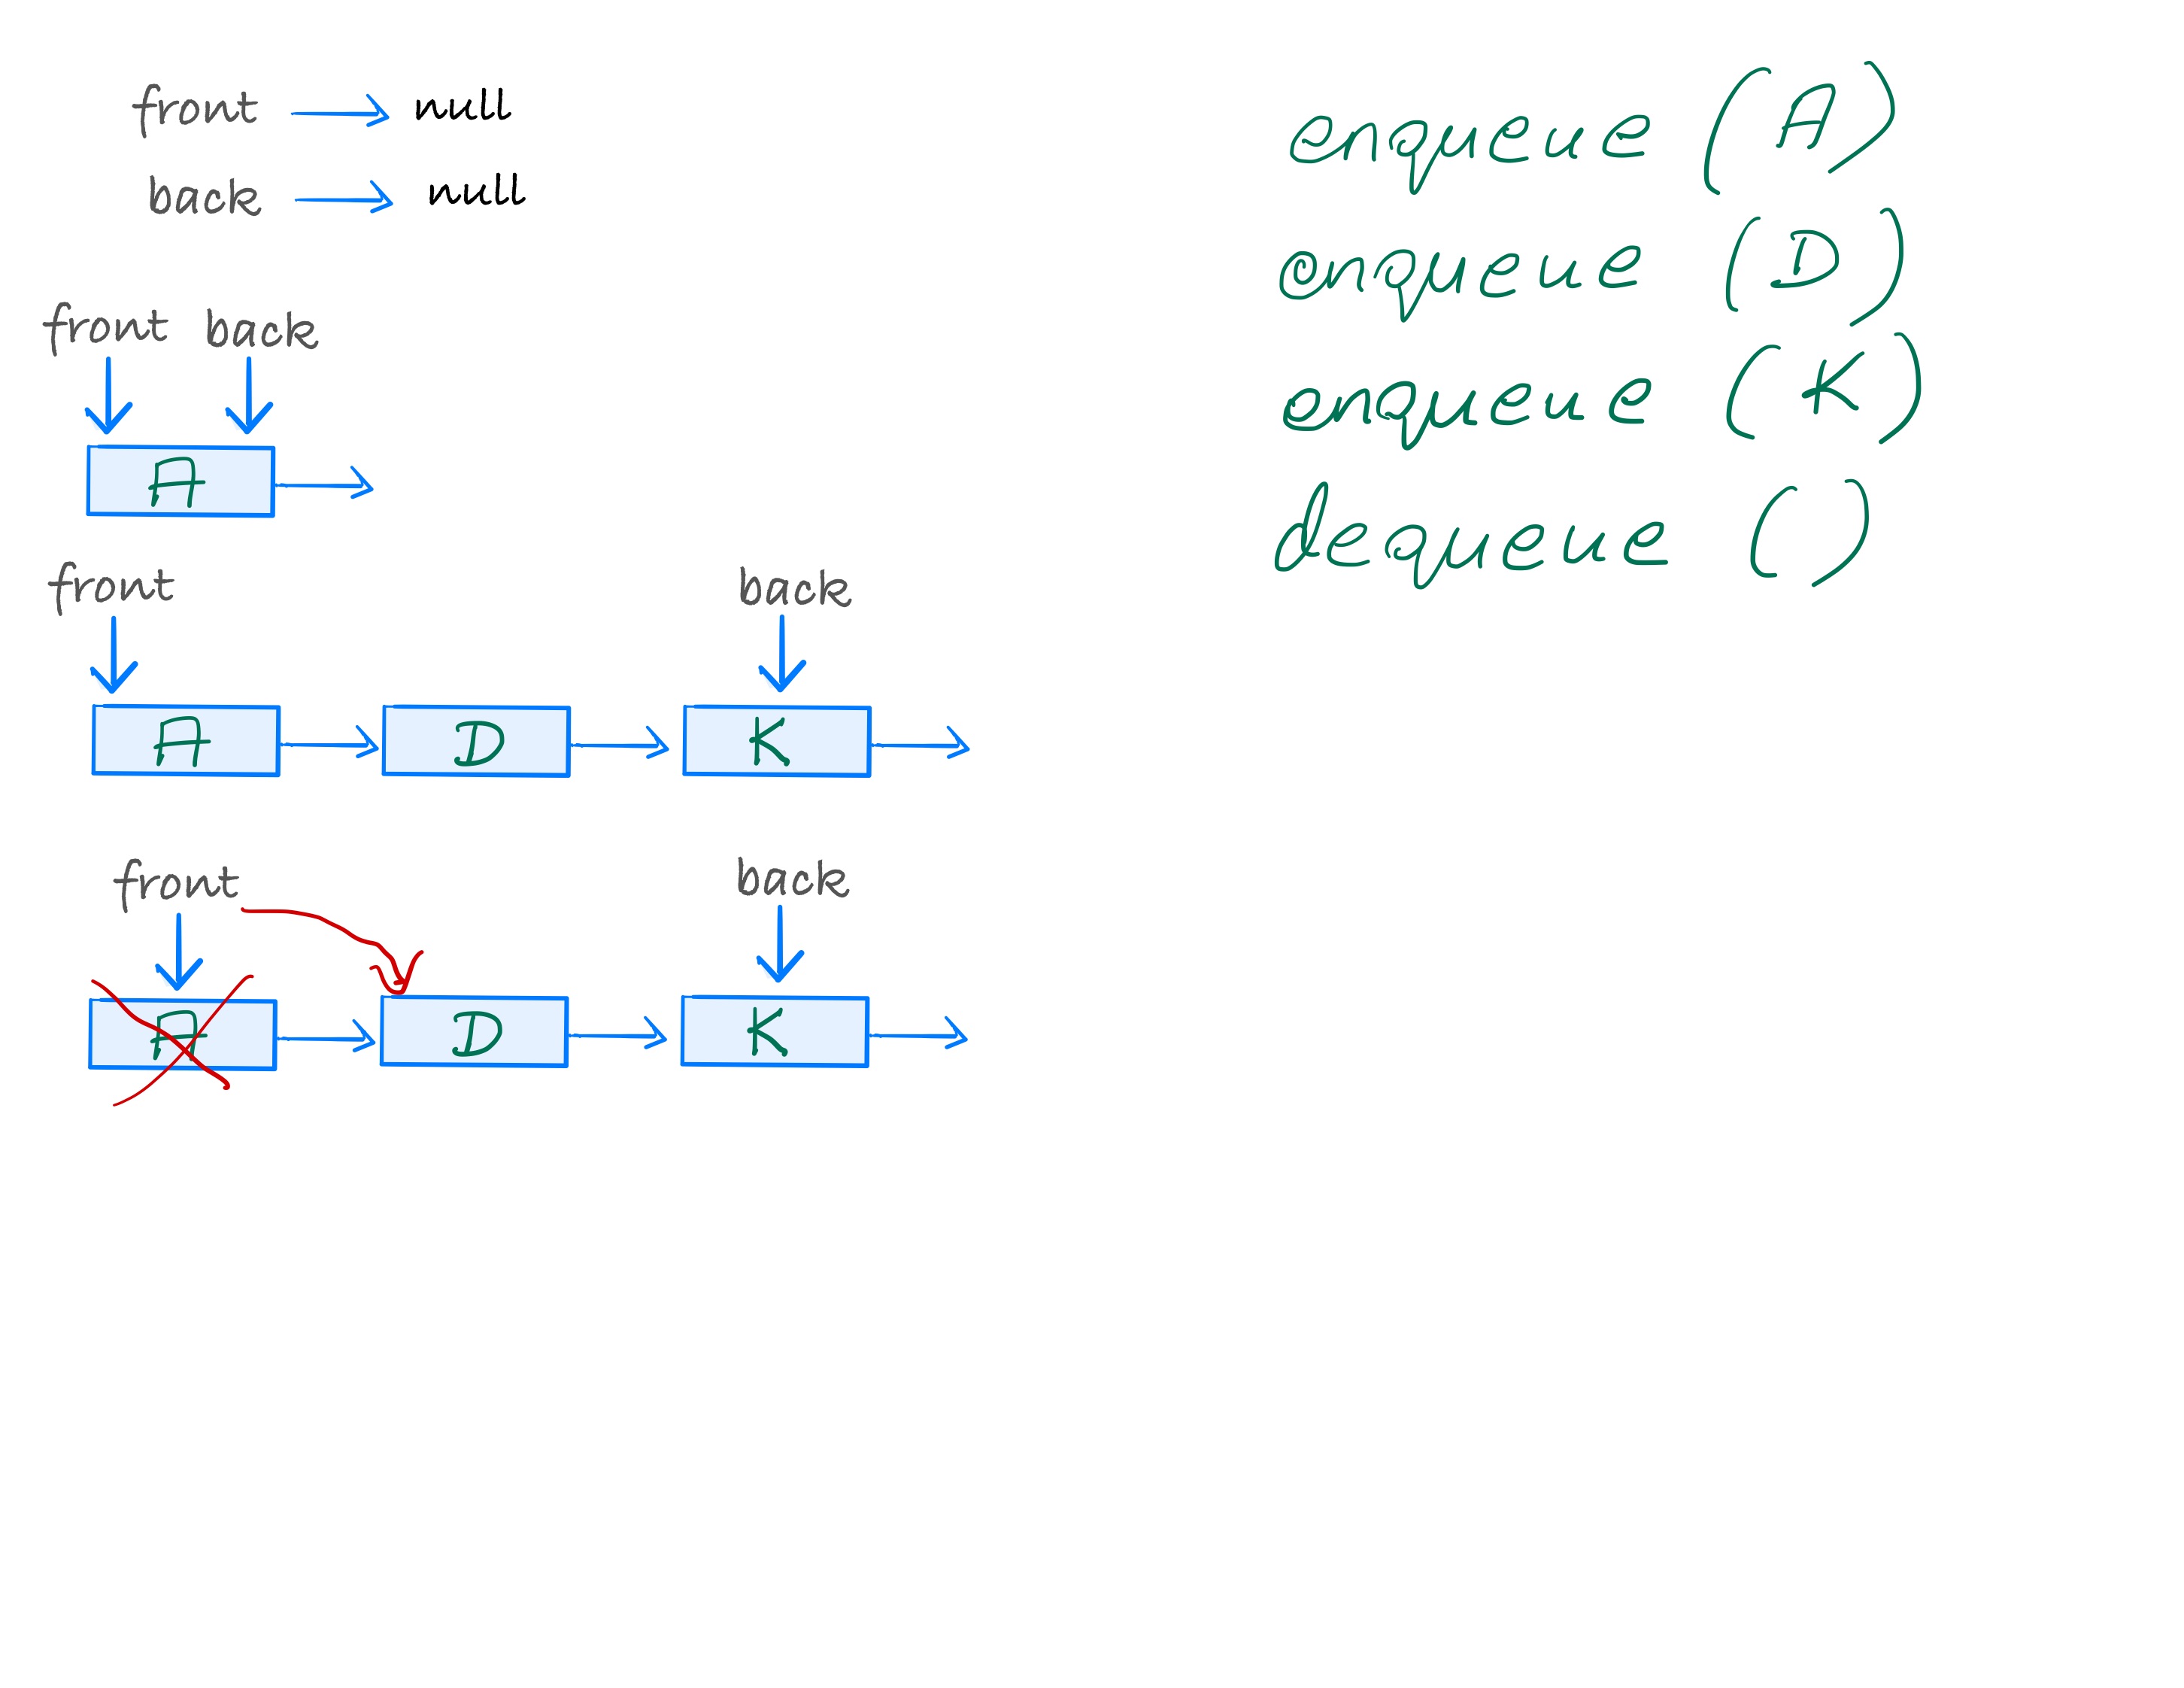 front → null
back → null
front back
A
front back
A D K
front back
A D K
enqueue (A)
enqueue (D)
enqueue (K)
dequeue ( )